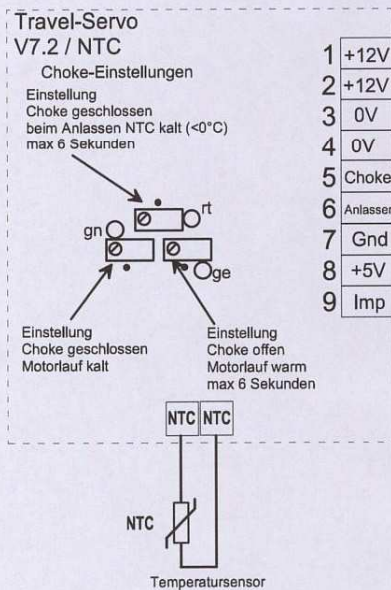 Travel-Servo
V7.2 / NTC
Choke-Einstellungen
Einstellung
Choke geschlossen
beim Anlassen NTC kalt (<0°C)
max 6 Sekunden
rt
gn
ge
Einstellung
Choke geschlossen
Motorlauf kalt
Einstellung
Choke offen
Motorlauf warm
max 6 Sekunden
1 +12V
2 +12V
3 0V
4 0V
5 Choke
6 Anlassen
7 Gnd
8 +5V
9 Imp
NTC NTC
NTC
Temperatursensor